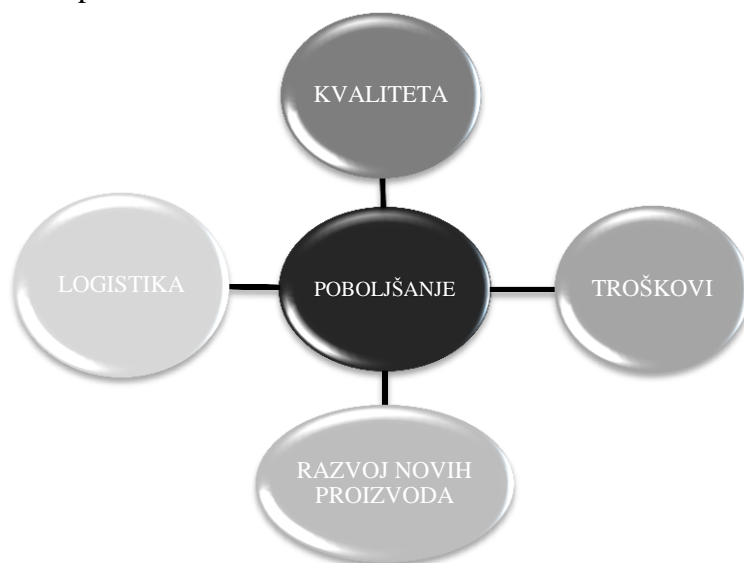 KVALITETA
LOGISTIKA
POBOLJŠANJE
TROŠKOVI
RAZVOJ NOVIH
PROIZVODA